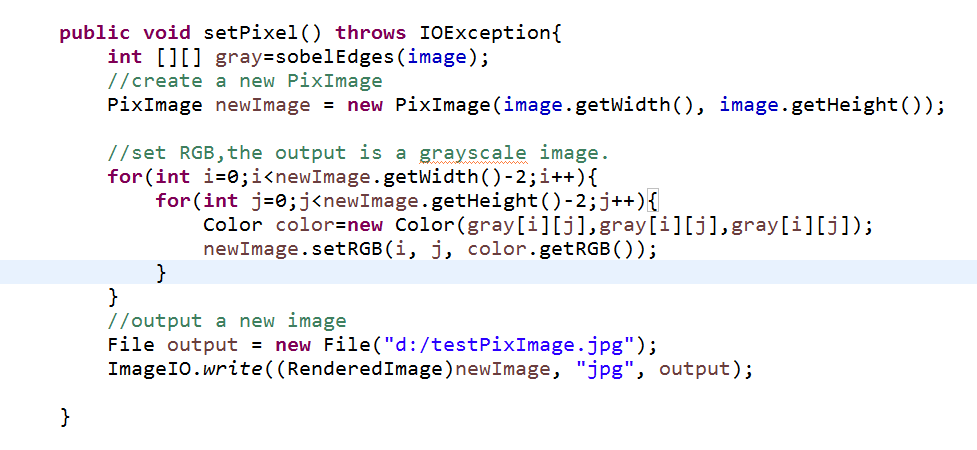 public void setPixel() throws IOException{
int [][] gray=sobelEdges(image);
//create a new PixImage
PixImage newImage = new PixImage(image.getWidth(), image.getHeight());
//set RGB,the output is a grayscale image.
for(int i=0;i<newImage.getWidth()-2;i++){
for(int j=0;j<newImage.getHeight()-2;j++){
Color color=new Color(gray[i][j],gray[i][j],gray[i][j]);
newImage.setRGB(i, j, color.getRGB());
}
}
//output a new image
File output = new File("d:/testPixImage.jpg");
ImageIO.write((RenderedImage)newImage, "jpg", output);
}